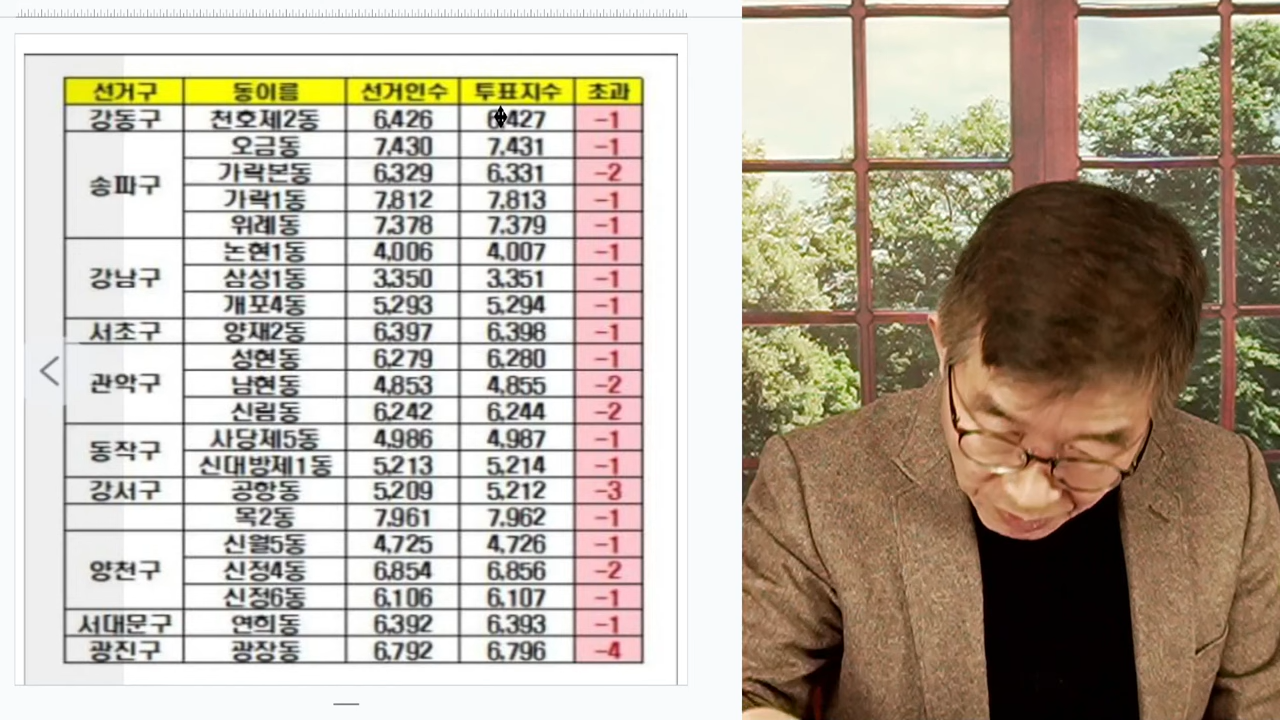 선거구 동이름 선거인수 투표지수 초과
강동구 천호제2동 6,426 6,427 -1
오금동 7,430 7,431 -1
송파구 가락본동 6,329 6,331 -2
가락1동 7,812 7,813 -1
위례동 7,378 7,379 -1
논현1동 4,006 4,007 -1
강남구 삼성1동 3,350 3,351 -1
개포4동 5,293 5,294 -1
서초구 양재2동 6,397 6,398 -1
성현동 6,279 6,280 -1
관악구 남현동 4,853 4,855 -2
신림동 6,242 6,244 -2
동작구 사당제5동 4,986 4,987 -1
신대방제1동 5,213 5,214 -1
강서구 공항동 5,209 5,212 -3
목2동 7,961 7,962 -1
신월5동 4,725 4,726 -1
양천구 신정4동 6,854 6,856 -2
신정6동 6,106 6,107 -1
서대문구 연희동 6,392 6,393 -1
광진구 광장동 6,792 6,796 -4